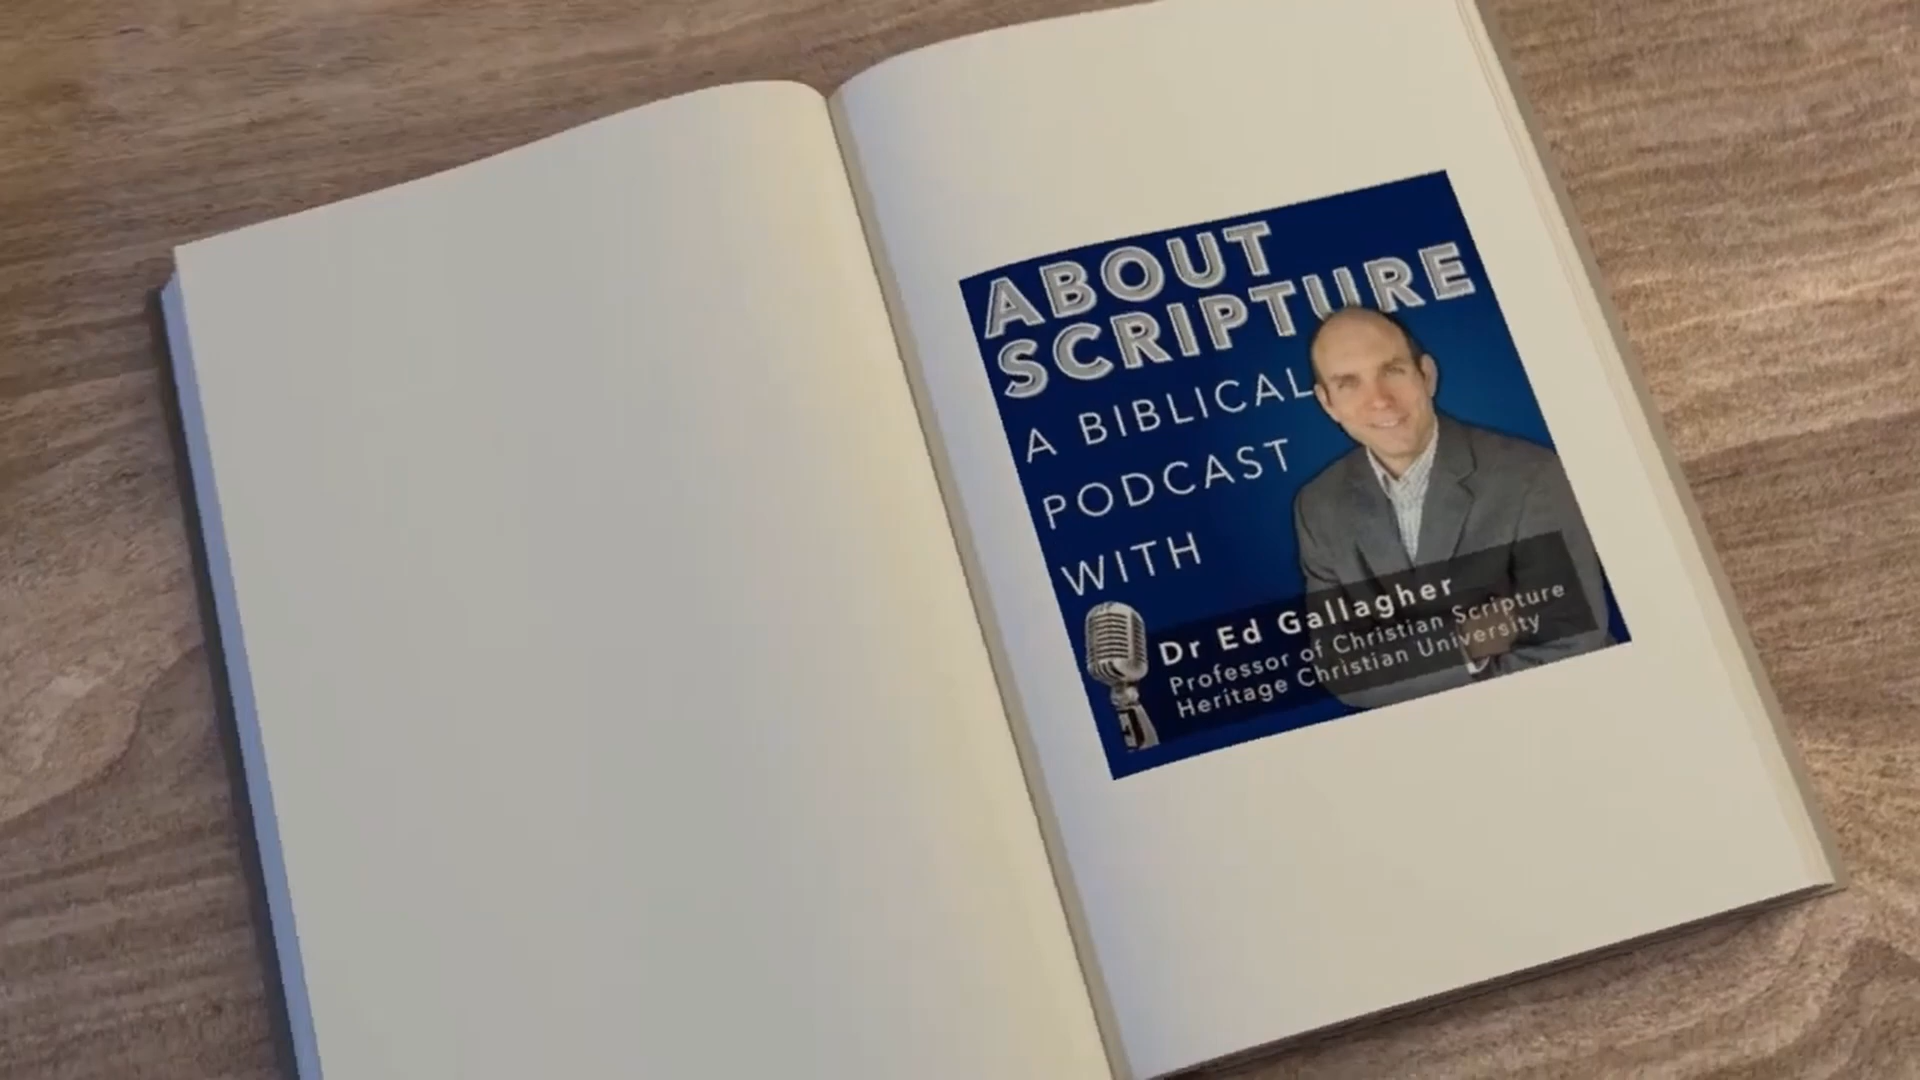 ABOUT
SCRIPTURE
A BIBLICAL
PODCAST
WITH
Dr Ed Gallagher
Professor of Christian Scripture
Heritage Christian University